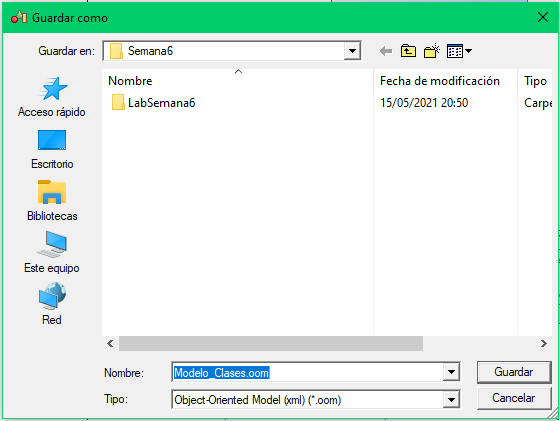 Guardar como
Guardar en: Semana6
Nombre Fecha de modificación Tipo
LabSemana6 15/05/2021 20:50 Carpe
Acceso rápido
Escritorio
Bibliotecas
Este equipo
Red
Nombre: Modelo_Clases.oom Guardar
Tipo: Object-Oriented Model (xml) (*.oom) Cancelar